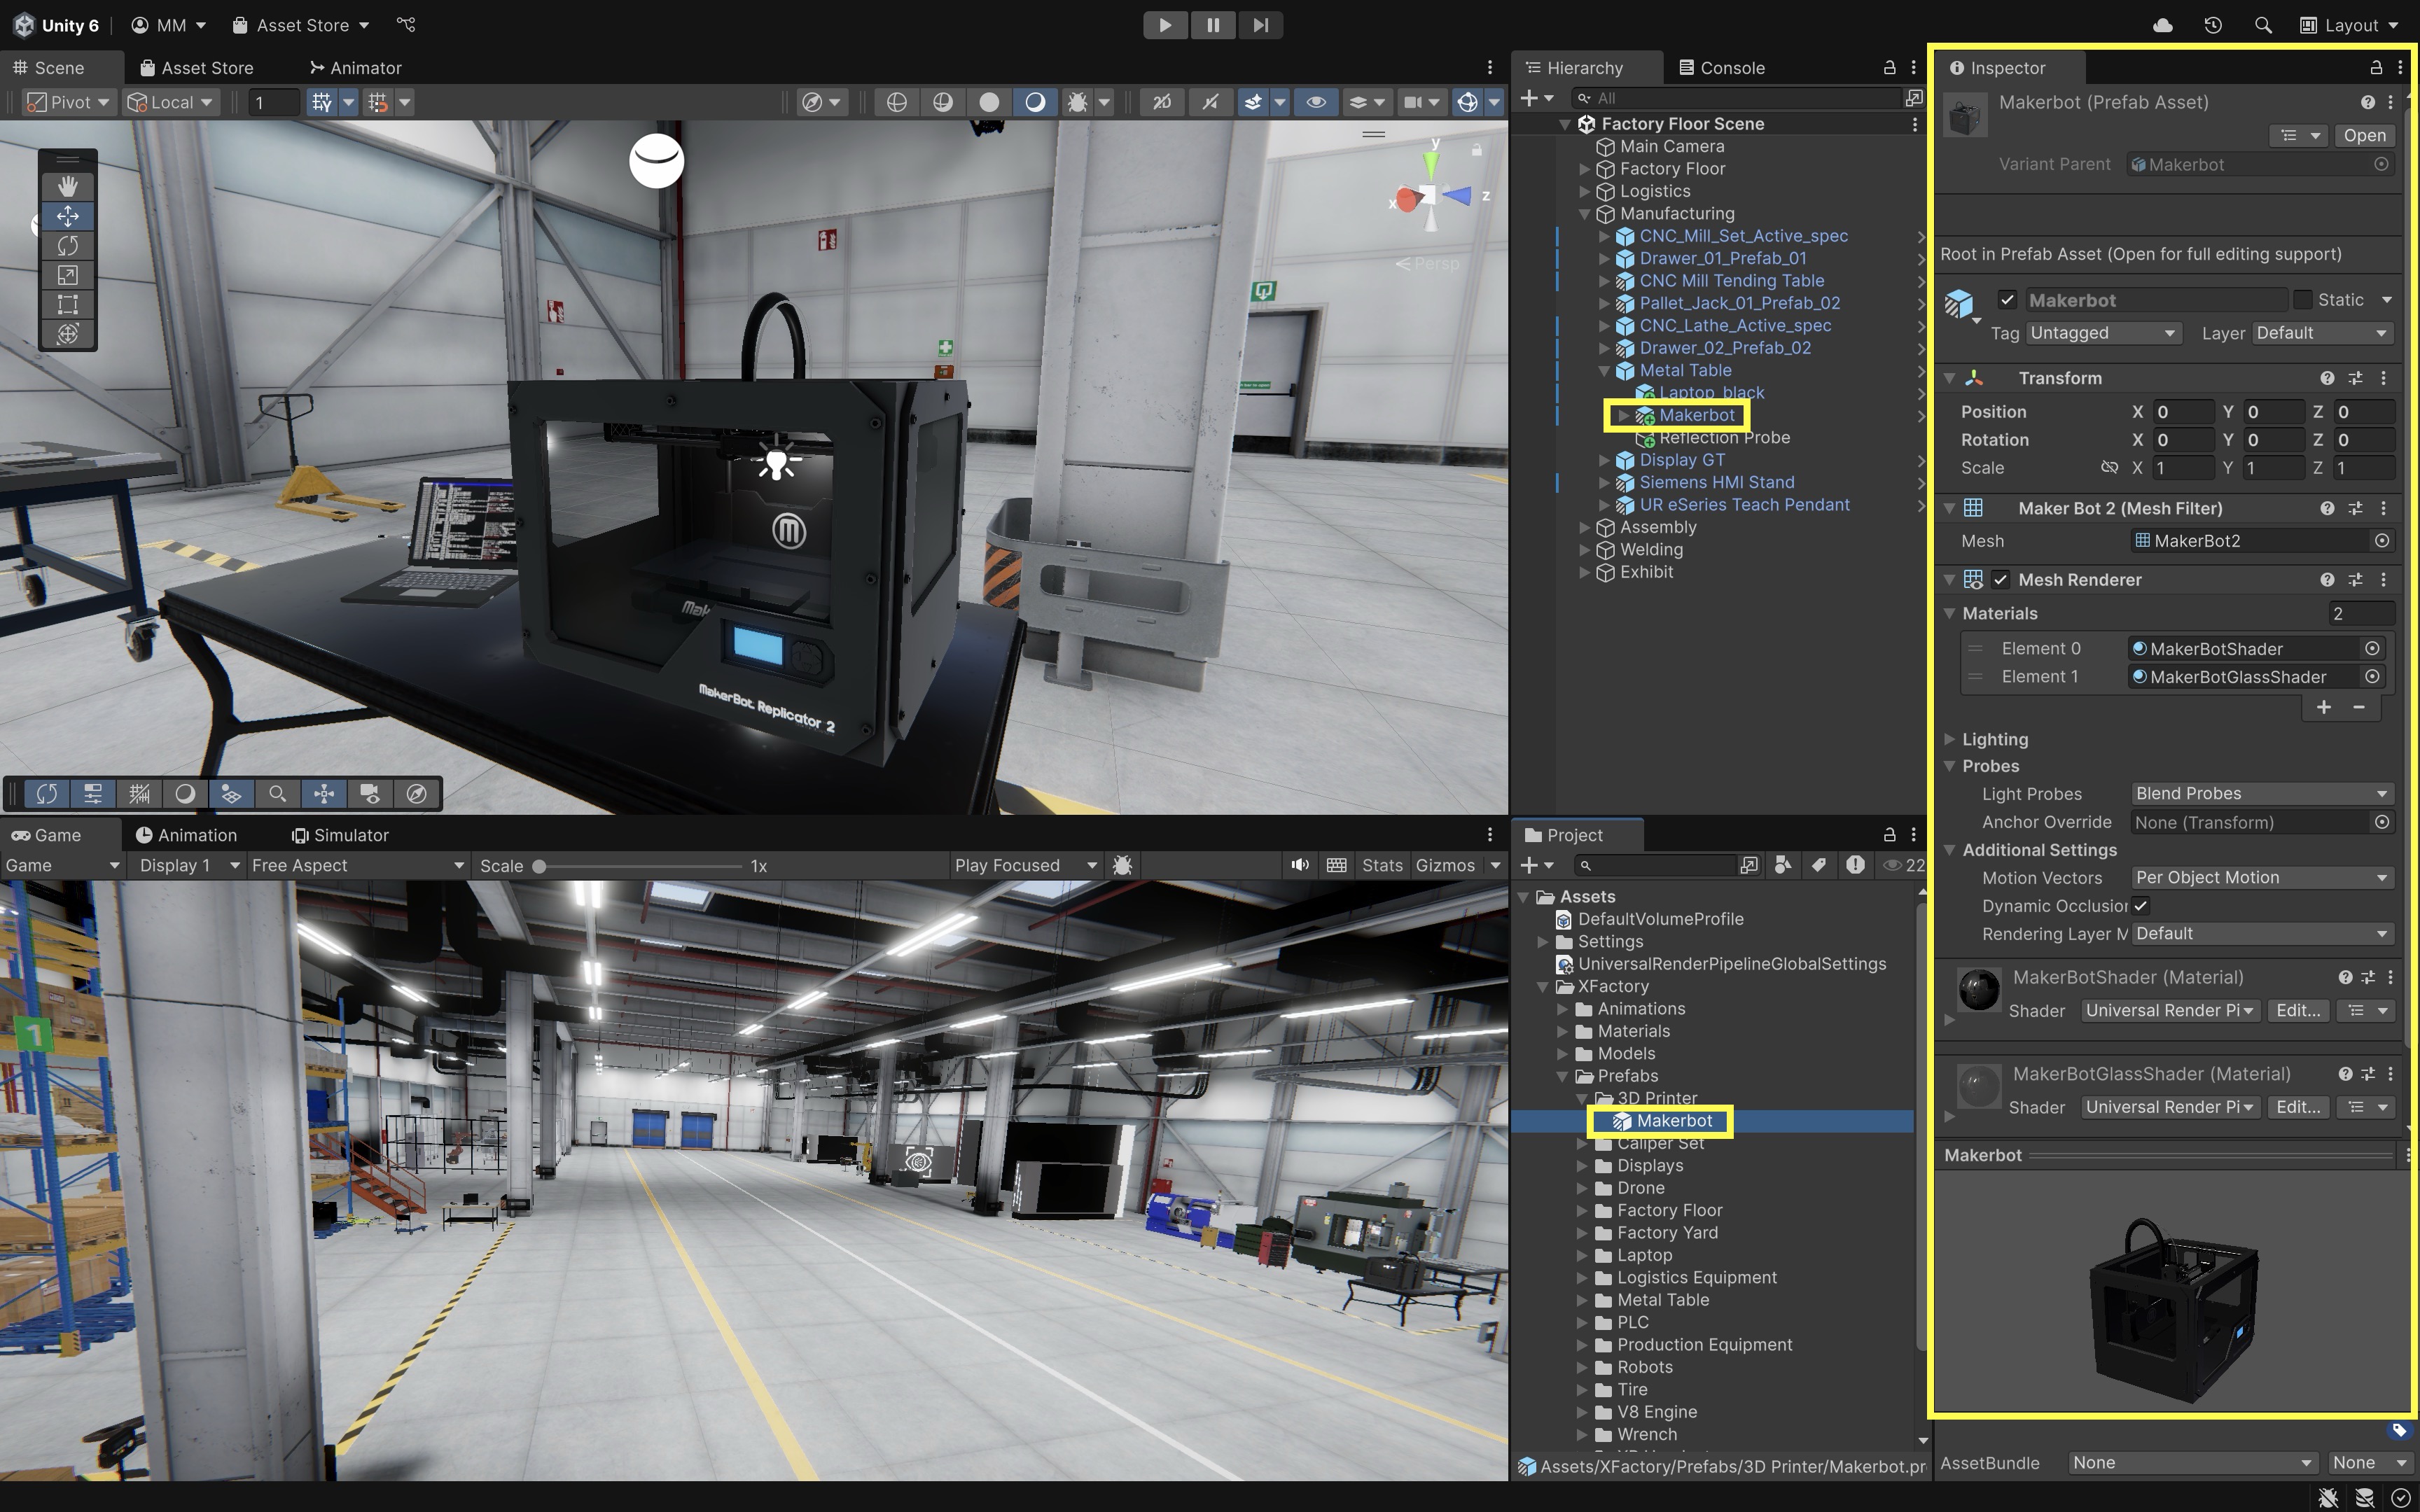 Unity 6
MM
Asset Store
Layout
Scene
Asset Store
Animator
Pivot
Local
1
2D
y
x
z
Persp
MakerBot. Replicator 2
Hierarchy
Console
All
Factory Floor Scene
Main Camera
Factory Floor
Logistics
Manufacturing
CNC_Mill_Set_Active_spec
Drawer_01_Prefab_01
CNC Mill Tending Table
Pallet_Jack_01_Prefab_02
CNC_Lathe_Active_spec
Drawer_02_Prefab_02
Metal Table
Laptop_black
Makerbot
Reflection Probe
Display GT
Siemens HMI Stand
UR eSeries Teach Pendant
Assembly
Welding
Exhibit
Game
Animation
Simulator
Game
Display 1
Free Aspect
Scale
1x
Play Focused
Stats
Gizmos
1
Project
22
Assets
DefaultVolumeProfile
Settings
UniversalRenderPipelineGlobalSettings
XFactory
Animations
Materials
Models
Prefabs
3D Printer
Makerbot
Caliper Set
Displays
Drone
Factory Floor
Factory Yard
Laptop
Logistics Equipment
Metal Table
PLC
Production Equipment
Robots
Tire
V8 Engine
Wrench
Assets/XFactory/Prefabs/3D Printer/Makerbot.pr
Inspector
Makerbot (Prefab Asset)
Open
Variant Parent Makerbot
Root in Prefab Asset (Open for full editing support)
Makerbot Static
Tag Untagged Layer Default
Transform
Position X 0 Y 0 Z 0
Rotation X 0 Y 0 Z 0
Scale X 1 Y 1 Z 1
Maker Bot 2 (Mesh Filter)
Mesh MakerBot2
Mesh Renderer
Materials 2
Element 0 MakerBotShader
Element 1 MakerBotGlassShader
Lighting
Probes
Light Probes Blend Probes
Anchor Override None (Transform)
Additional Settings
Motion Vectors Per Object Motion
Dynamic Occlusion
Rendering Layer M Default
MakerBotShader (Material)
Shader Universal Render Pi Edit...
MakerBotGlassShader (Material)
Shader Universal Render Pi Edit...
Makerbot
AssetBundle None None